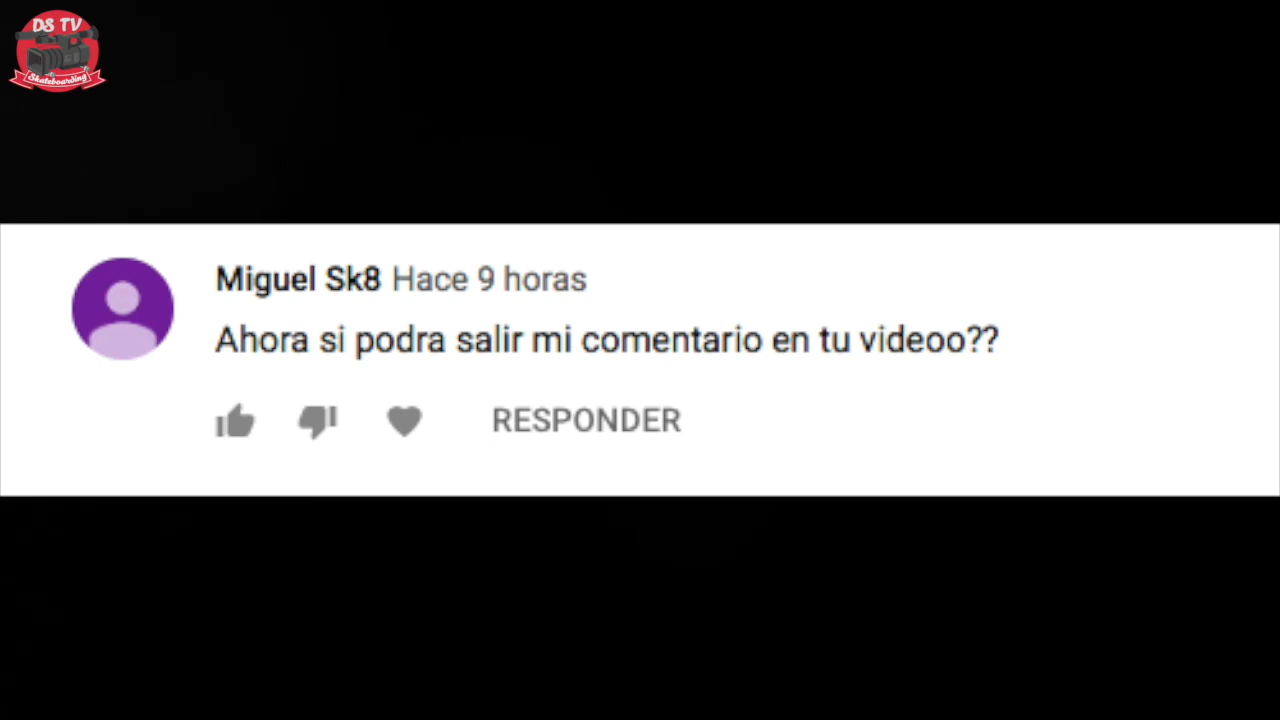 DS TV
Skateboarding
Miguel Sk8 Hace 9 horas
Ahora si podra salir mi comentario en tu videoo??
RESPONDER